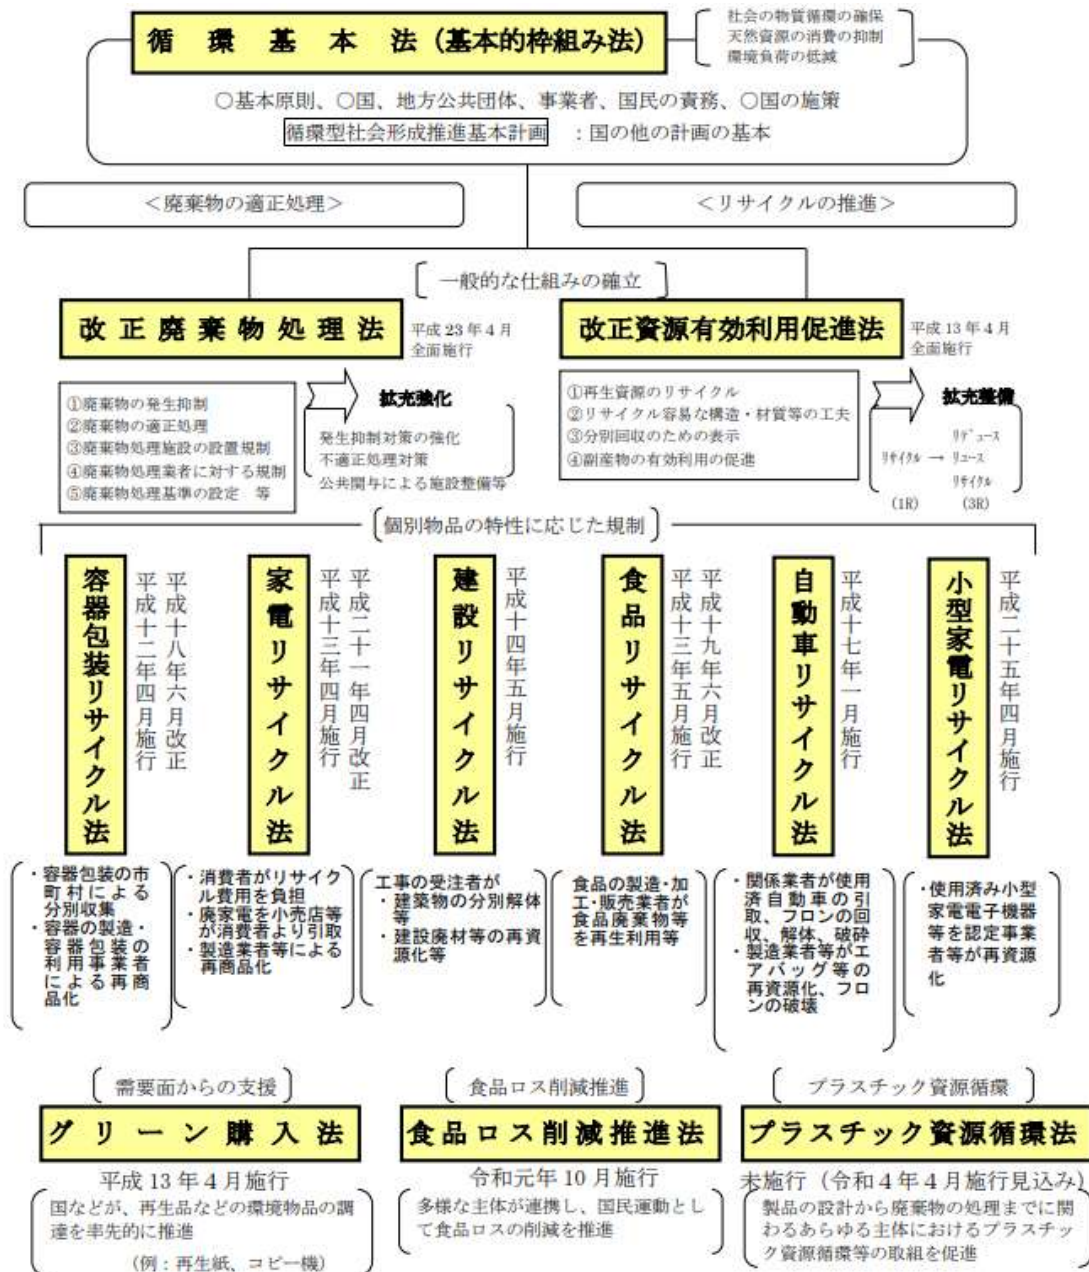 循環基本法(基本的枠組み法)
社会の物質循環の確保
天然資源の消費の抑制
環境負荷の低減
○基本原則、○国、地方公共団体、事業者、国民の責務、○国の施策
循環型社会形成推進基本計画 :国の他の計画の基本
<廃棄物の適正処理>
<リサイクルの推進>
一般的な仕組みの確立
改正廃棄物処理法
平成23年4月
全面施行
①廃棄物の発生抑制
②廃棄物の適正処理
③廃棄物処理施設の設置規制
④廃棄物処理業者に対する規制
⑤廃棄物処理基準の設定 等
拡充強化
発生抑制対策の強化
不適正処理対策
公共関与による施設整備等
改正資源有効利用促進法
平成13年4月
全面施行
①再生資源のリサイクル
②リサイクル容易な構造・材質等の工夫
③分別回収のための表示
④副産物の有効利用の促進
拡充整備
リデュース
リサイクル → リユース
リサイクル
(1R) (3R)
個別物品の特性に応じた規制
容器包装リサイクル法
平成十二年四月施行
平成十八年六月改正
・容器包装の市
町村による
分別収集
・容器の製造・
容器包装の
利用事業者
による再商
品化
家電リサイクル法
平成十三年四月施行
平成二十一年四月改正
・消費者がリサイク
ル費用を負担
・廃家電を小売店等
が消費者より引取
・製造業者等による
再商品化
建設リサイクル法
平成十四年五月施行
工事の受注者が
・建築物の分別解体
等
・建設廃材等の再資
源化等
食品リサイクル法
平成十三年五月施行
平成十九年六月改正
食品の製造・加
工・販売業者が
食品廃棄物等
を再生利用等
自動車リサイクル法
平成十七年一月施行
・関係業者が使用
済自動車の引
取、フロンの回
収、解体、破砕
・製造業者等がエ
アバッグ等の
再資源化、フロ
ンの破壊
小型家電リサイクル法
平成二十五年四月施行
・使用済み小型
家電電子機器
等を認定事業
者等が再資源
化
需要面からの支援
グリーン購入法
平成13年4月施行
国などが、再生品などの環境物品の調
達を率先的に推進
(例:再生紙、コピー機)
食品ロス削減推進
食品ロス削減推進法
令和元年10月施行
多様な主体が連携し、国民運動とし
て食品ロスの削減を推進
プラスチック資源循環
プラスチック資源循環法
未施行(令和4年4月施行見込み)
製品の設計から廃棄物の処理までに関
わるあらゆる主体におけるプラスチッ
ク資源循環等の取組を促進